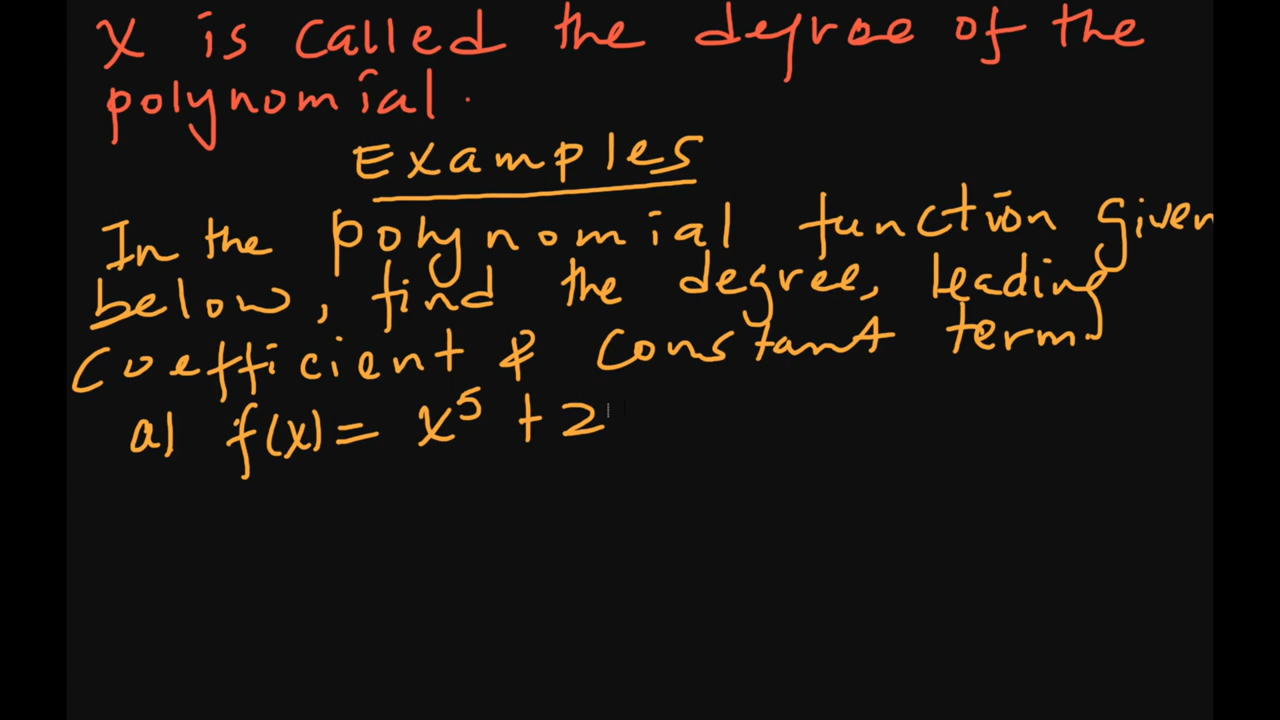 x is called the degree of the
polynomial.
Examples
In the polynomial function given
below, find the degree, leading
coefficient & constant term.
a) f(x) = x⁵ + 2